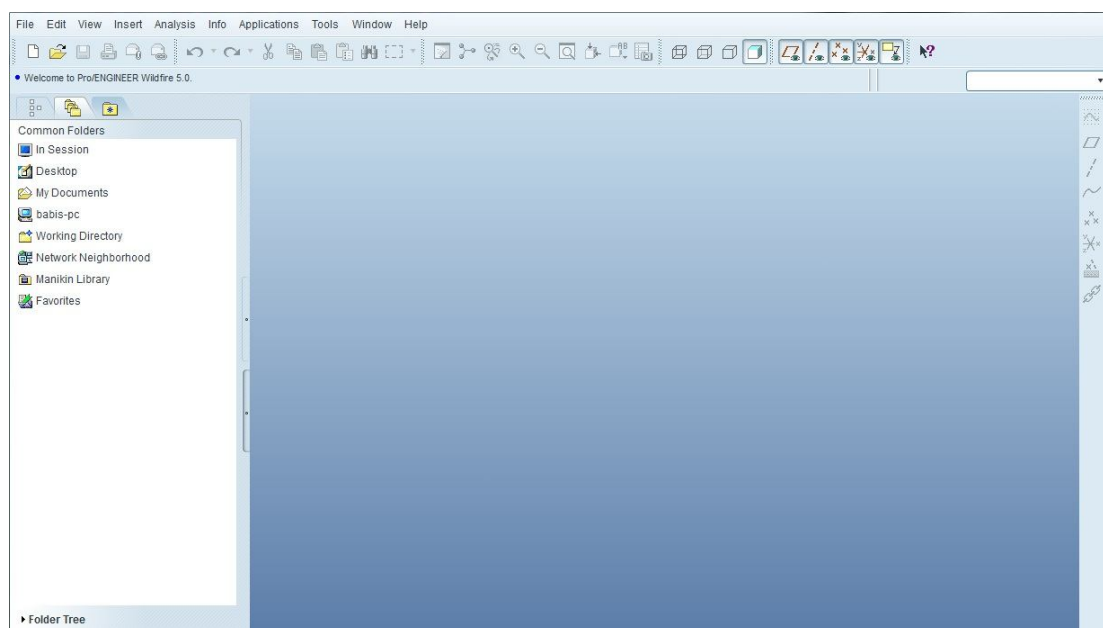 File Edit View Insert Analysis Info Applications Tools Window Help
Welcome to Pro/ENGINEER Wildfire 5.0.
Common Folders
In Session
Desktop
My Documents
babis-pc
Working Directory
Network Neighborhood
Manikin Library
Favorites
Folder Tree